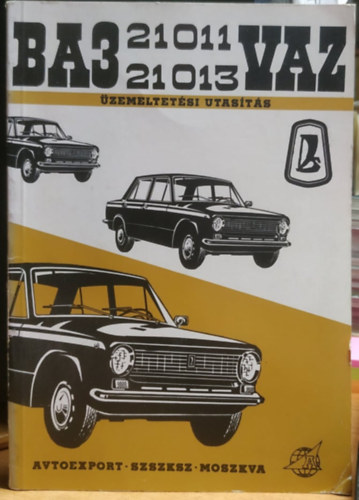 ВАЗ 21011 VAZ
21013
ÜZEMELTETÉSI UTASÍTÁS
AVTOEXPORT · SZSZKSZ · MOSZKVA